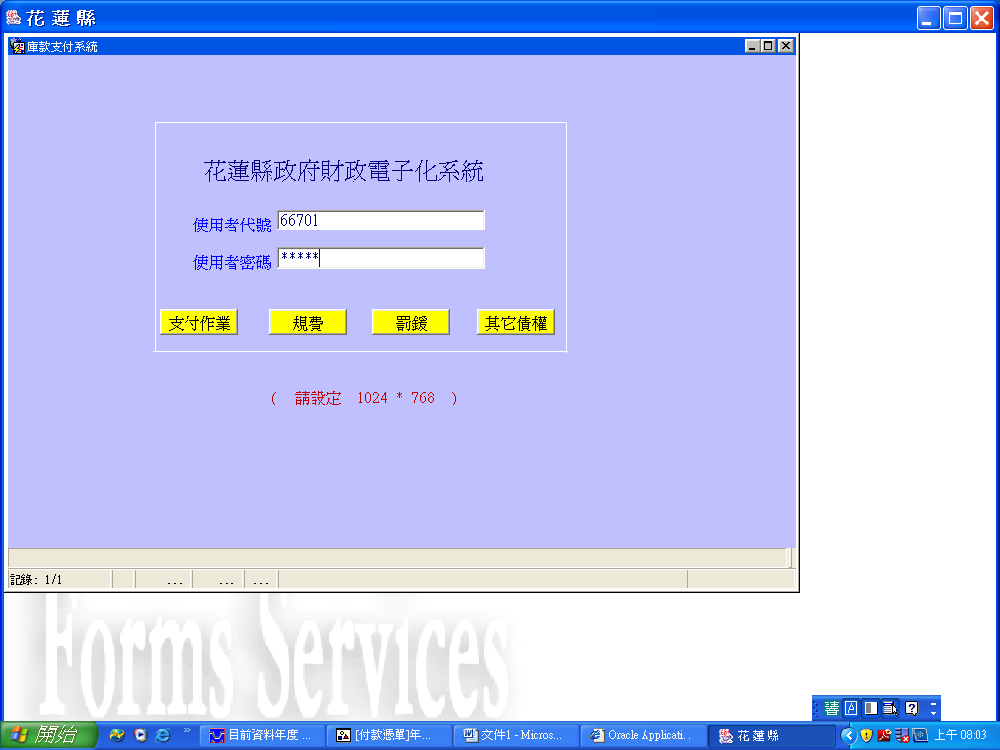 花蓮縣
庫款支付系統
花蓮縣政府財政電子化系統
使用者代號 66701
使用者密碼 *****
支付作業 規費 罰鍰 其它債權
( 請設定 1024 * 768 )
記錄: 1/1 ... ... ...
Forms Services
A ?
開始 » 目前資料年度 ... [付款憑單]年... 文件1 - Micros... Oracle Applicati... 花蓮縣 上午 08:03